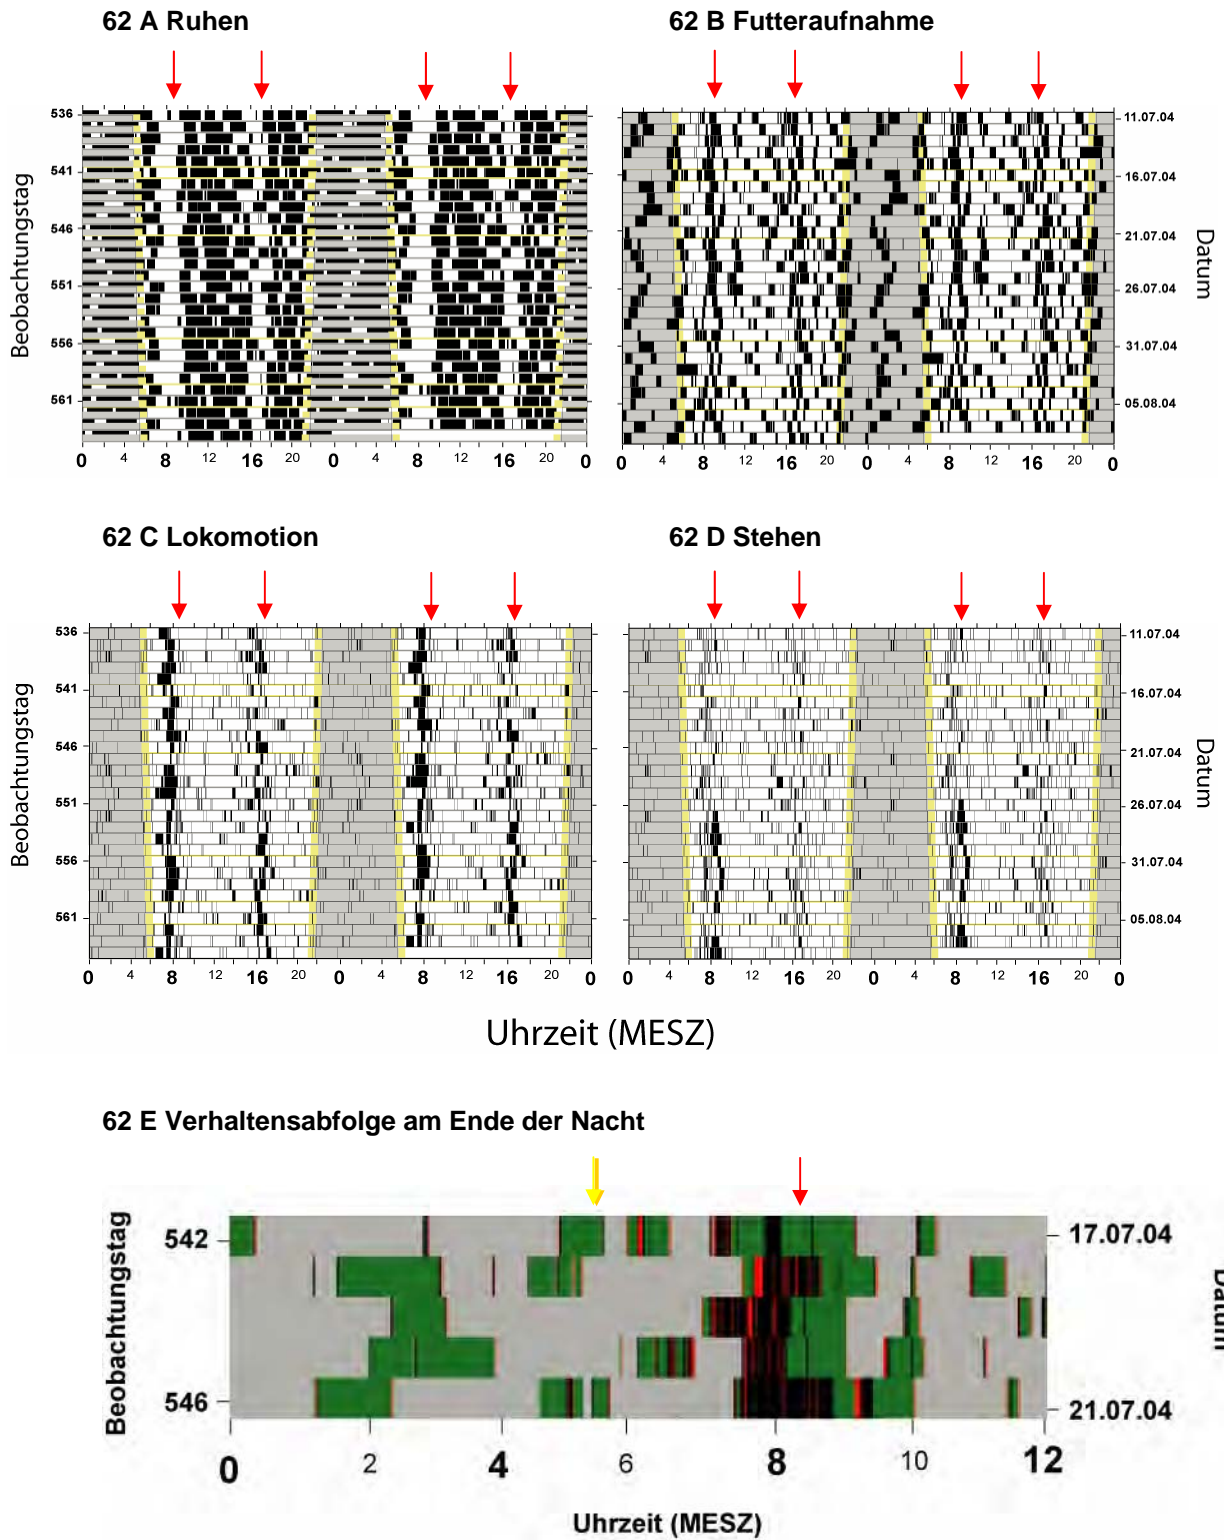 62 A Ruhen
62 B Futteraufnahme
Beobachtungstag
536
541
546
551
556
561
0 4 8 12 16 20 0 4 8 12 16 20 0
11.07.04
16.07.04
21.07.04
26.07.04
31.07.04
05.08.04
Datum
0 4 8 12 16 20 0 4 8 12 16 20 0
62 C Lokomotion
62 D Stehen
Beobachtungstag
536
541
546
551
556
561
0 4 8 12 16 20 0 4 8 12 16 20 0
11.07.04
16.07.04
21.07.04
26.07.04
31.07.04
05.08.04
Datum
0 4 8 12 16 20 0 4 8 12 16 20 0
Uhrzeit (MESZ)
62 E Verhaltensabfolge am Ende der Nacht
Beobachtungstag
542
546
17.07.04
21.07.04
Datum
0 2 4 6 8 10 12
Uhrzeit (MESZ)